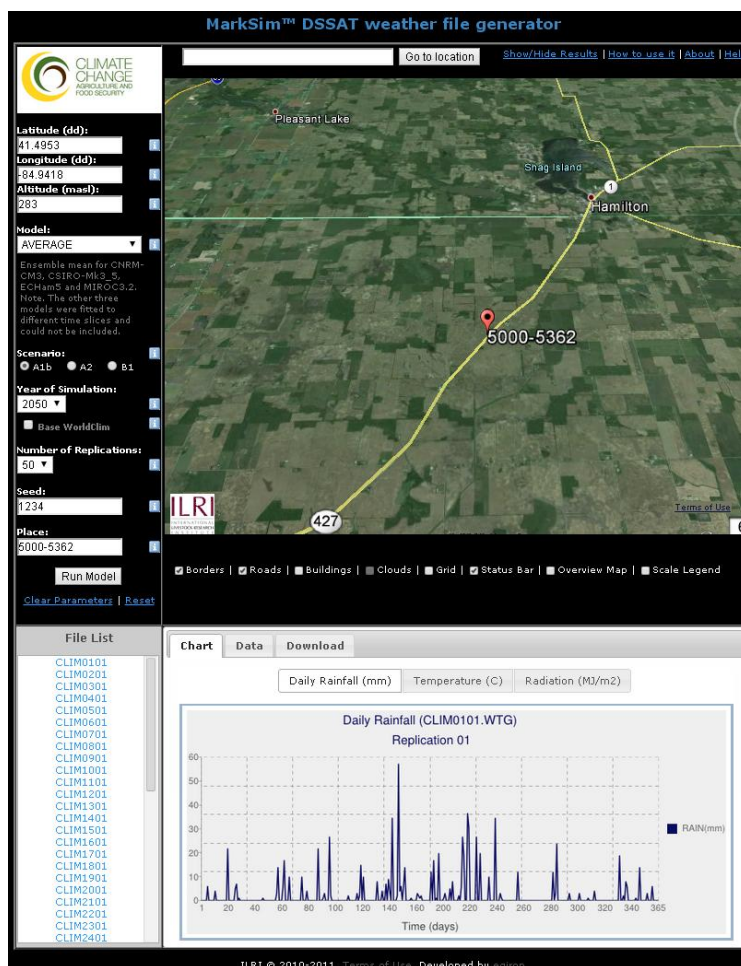 MarkSim™ DSSAT weather file generator
CLIMATE
CHANGE
AGRICULTURE AND
FOOD SECURITY
Go to location
Show/Hide Results | How to use it | About | Hel
Latitude (dd):
41.4953
Longitude (dd):
-84.9418
Altitude (masl):
283
Model:
AVERAGE
Ensemble mean for CNRM-
CM3, CSIRO-Mk3_5,
ECHam5 and MIROC3.2.
Note. The other three
models were fitted to
different time slices and
could not be included.
Scenario:
A1b A2 B1
Year of Simulation:
2050
Base WorldClim
Number of Replications:
50
Seed:
1234
Place:
5000-5362
Run Model
Clear Parameters | Reset
Pleasant Lake
Shag Island
1
Hamilton
5000-5362
427
ILRI
INTERNATIONAL
LIVESTOCK RESEARCH
INSTITUTE
Terms of Use
6
Borders | Roads | Buildings | Clouds | Grid | Status Bar | Overview Map | Scale Legend
File List
CLIM0101
CLIM0201
CLIM0301
CLIM0401
CLIM0501
CLIM0601
CLIM0701
CLIM0801
CLIM0901
CLIM1001
CLIM1101
CLIM1201
CLIM1301
CLIM1401
CLIM1501
CLIM1601
CLIM1701
CLIM1801
CLIM1901
CLIM2001
CLIM2101
CLIM2201
CLIM2301
CLIM2401
Chart Data Download
Daily Rainfall (mm) Temperature (C) Radiation (MJ/m2)
Daily Rainfall (CLIM0101.WTG)
Replication 01
60
50
40
30
20
10
0
RAIN(mm)
1 20 40 60 80 100 120 140 160 180 200 220 240 260 280 300 320 340 365
Time (days)
ILRI © 2010-2011. Terms of Use. Developed by